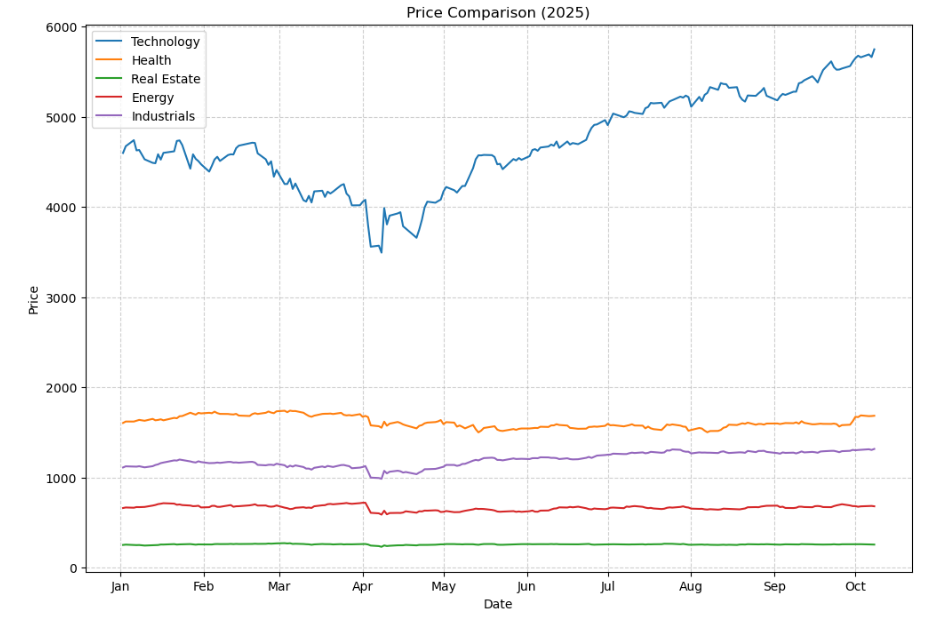 Price Comparison (2025)
6000
5000
4000
3000
2000
1000
0
Price
Technology
Health
Real Estate
Energy
Industrials
Jan Feb Mar Apr May Jun Jul Aug Sep Oct
Date